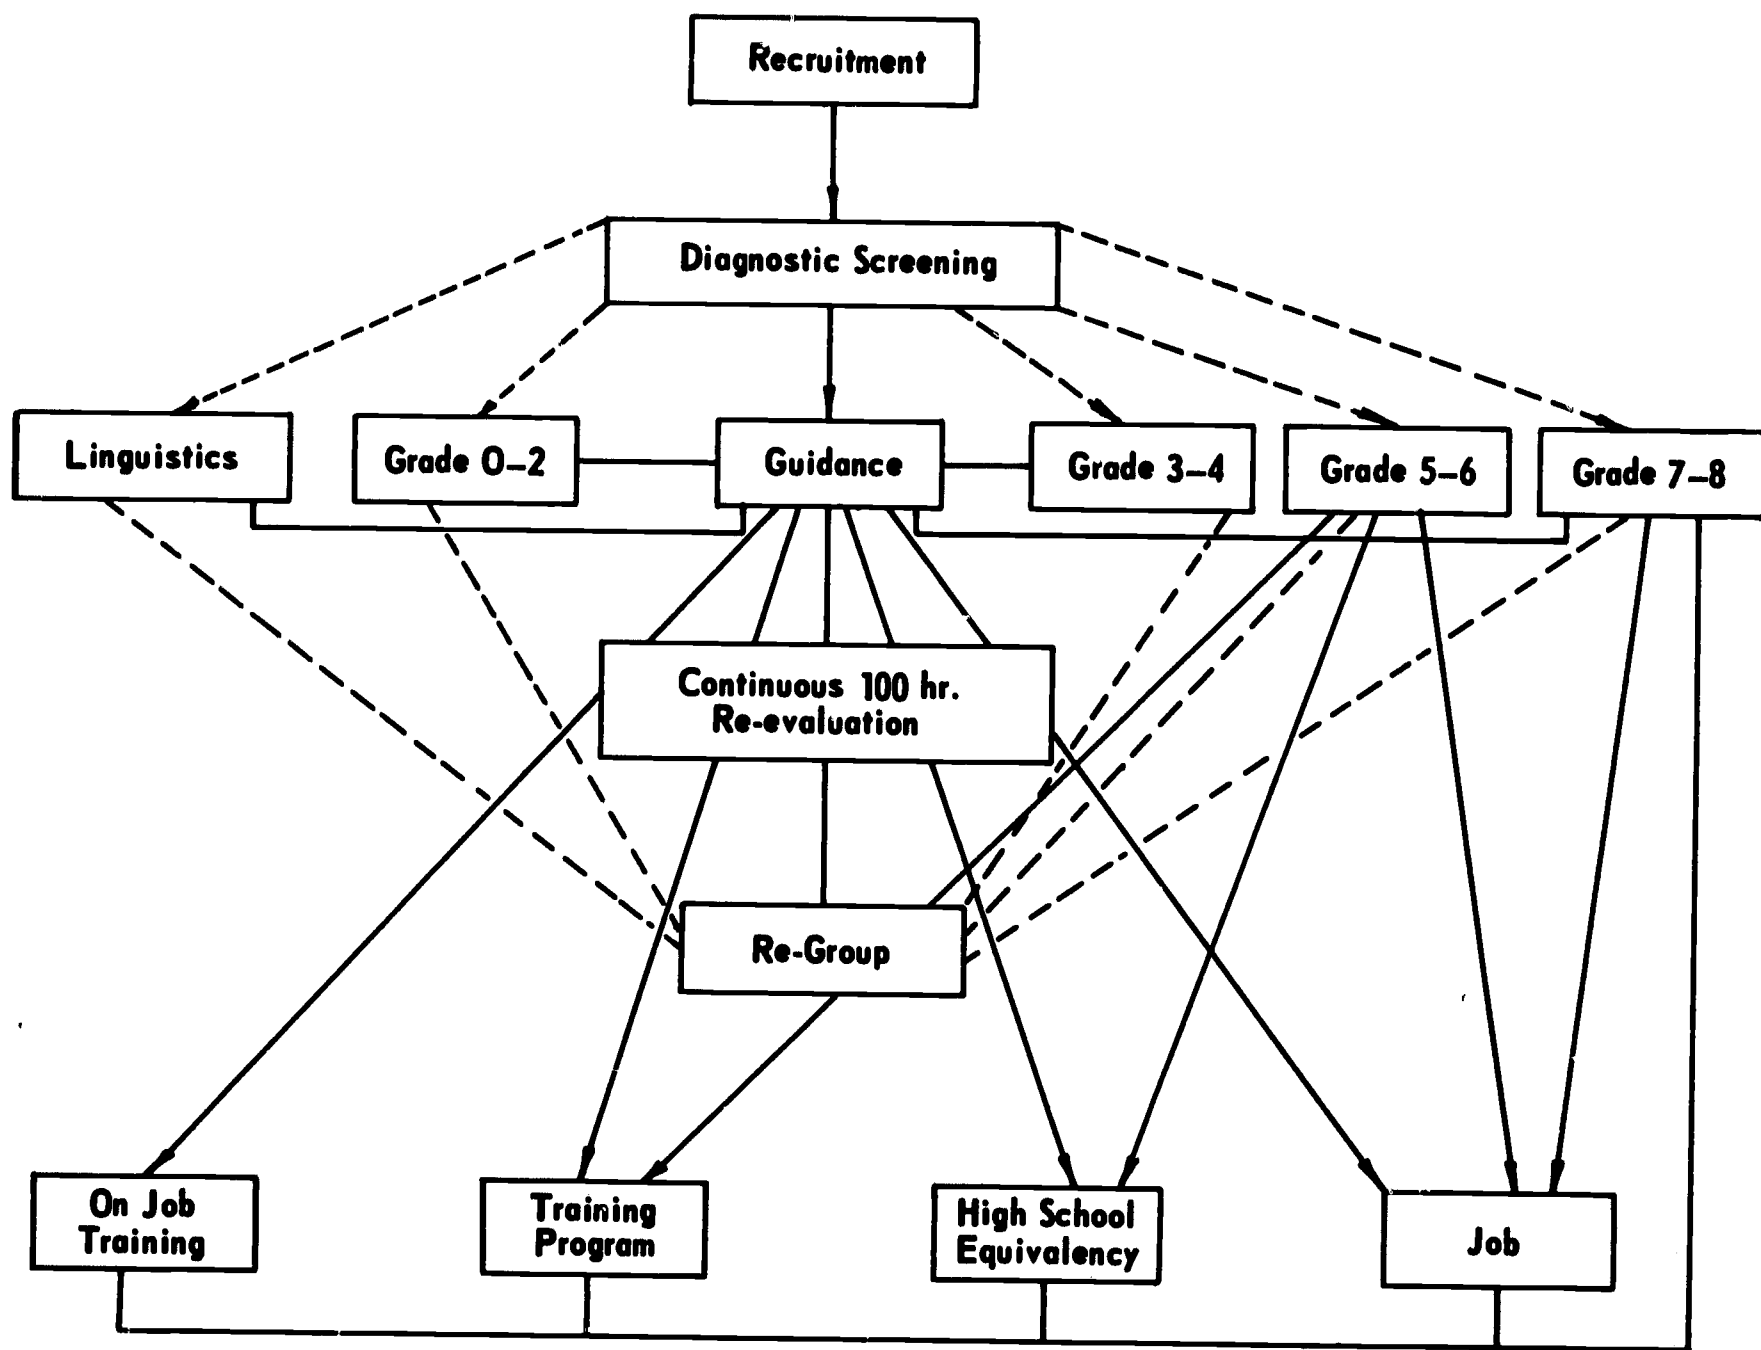 Recruitment
Diagnostic Screening
Linguistics
Grade 0-2
Guidance
Grade 3-4
Grade 5-6
Grade 7-8
Continuous 100 hr.
Re-evaluation
Re-Group
On Job
Training
Training
Program
High School
Equivalency
Job